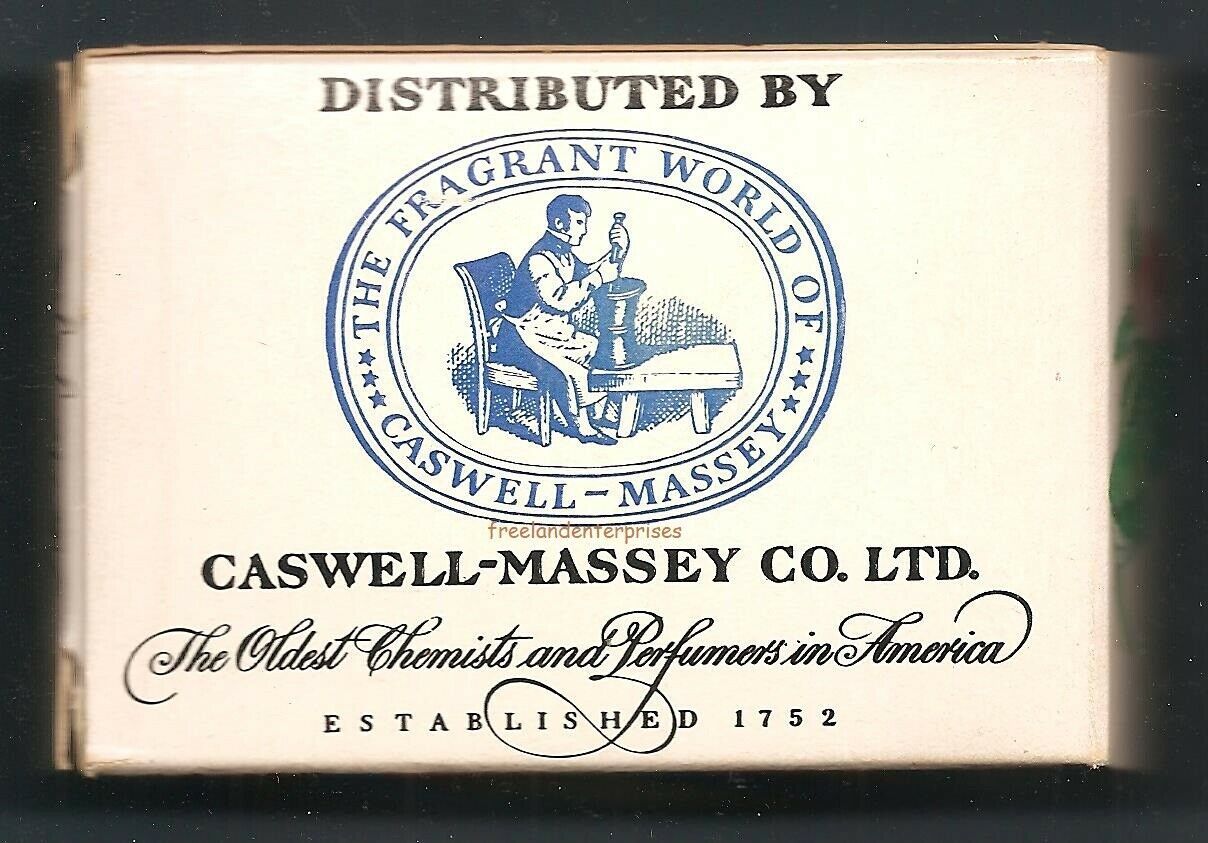 DISTRIBUTED BY
THE FRAGRANT WORLD OF
CASWELL-MASSEY
freelandenterprises
CASWELL-MASSEY CO. LTD.
The Oldest Chemists and Perfumers in America
ESTABLISHED 1752